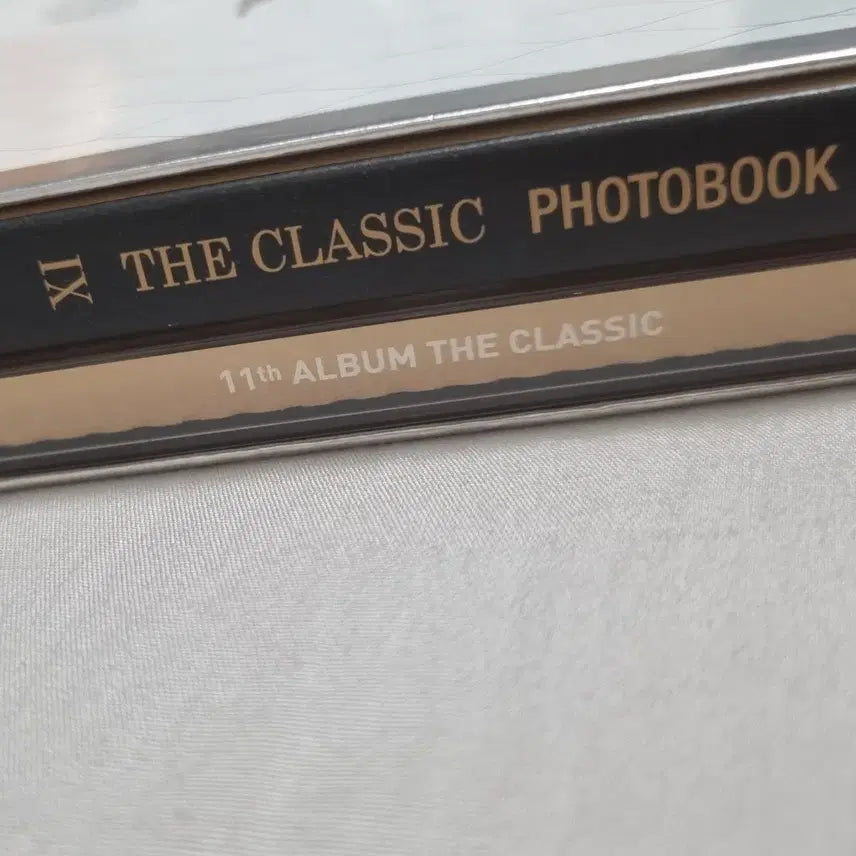 XI THE CLASSIC PHOTOBOOK
11th ALBUM THE CLASSIC